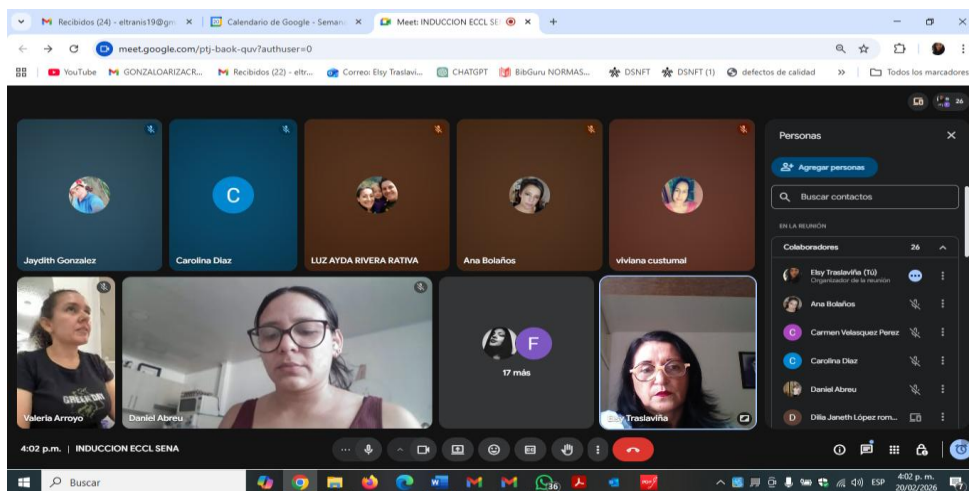 Recibidos (24) - eltranis19@gm
Calendario de Google - Seman
Meet: INDUCCION ECCL SE
meet.google.com/ptj-baok-quv?authuser=0
YouTube
GONZALOARIZACR...
Recibidos (22) - eltr...
Correo: Elsy Traslavi...
CHATGPT
BibGuru NORMAS...
DSNFT
DSNFT (1)
defectos de calidad
Todos los marcadores
26
Personas
Agregar personas
Buscar contactos
EN LA REUNIÓN
Colaboradores 26
Elsy Traslaviña (Tú)
Organizador de la reunión
Ana Bolaños
Carmen Velasquez Perez
Carolina Diaz
Daniel Abreu
Dilia Janeth López rom...
C
C
D
C
Jaydith Gonzalez
Carolina Diaz
LUZ AYDA RIVERA RATIVA
Ana Bolaños
viviana custumal
GREEN DAY
F
17 más
Valeria Arroyo
Daniel Abreu
Elsy Traslaviña
4:02 p.m. | INDUCCION ECCL SENA
Buscar
36
ESP
4:02 p. m.
20/02/2026